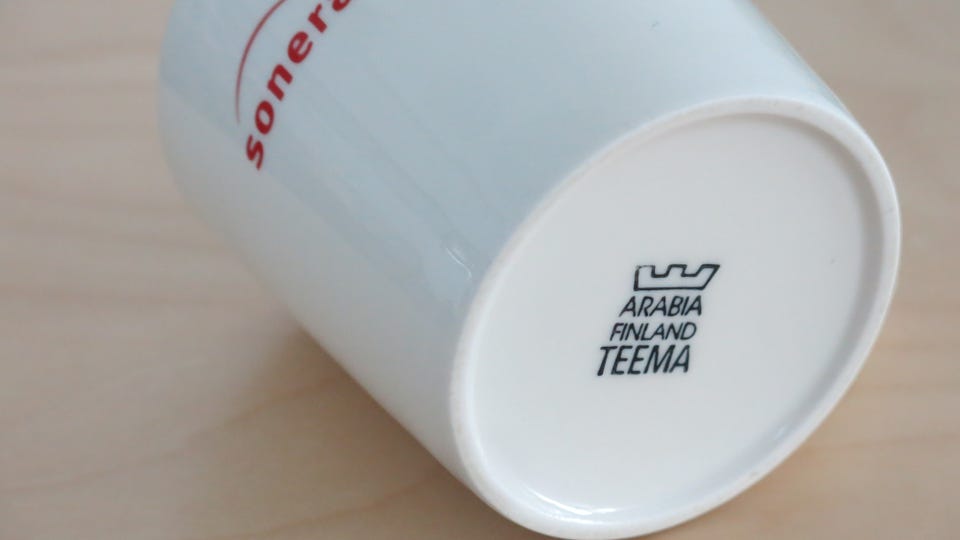 sonera
ARABIA
FINLAND
TEEMA